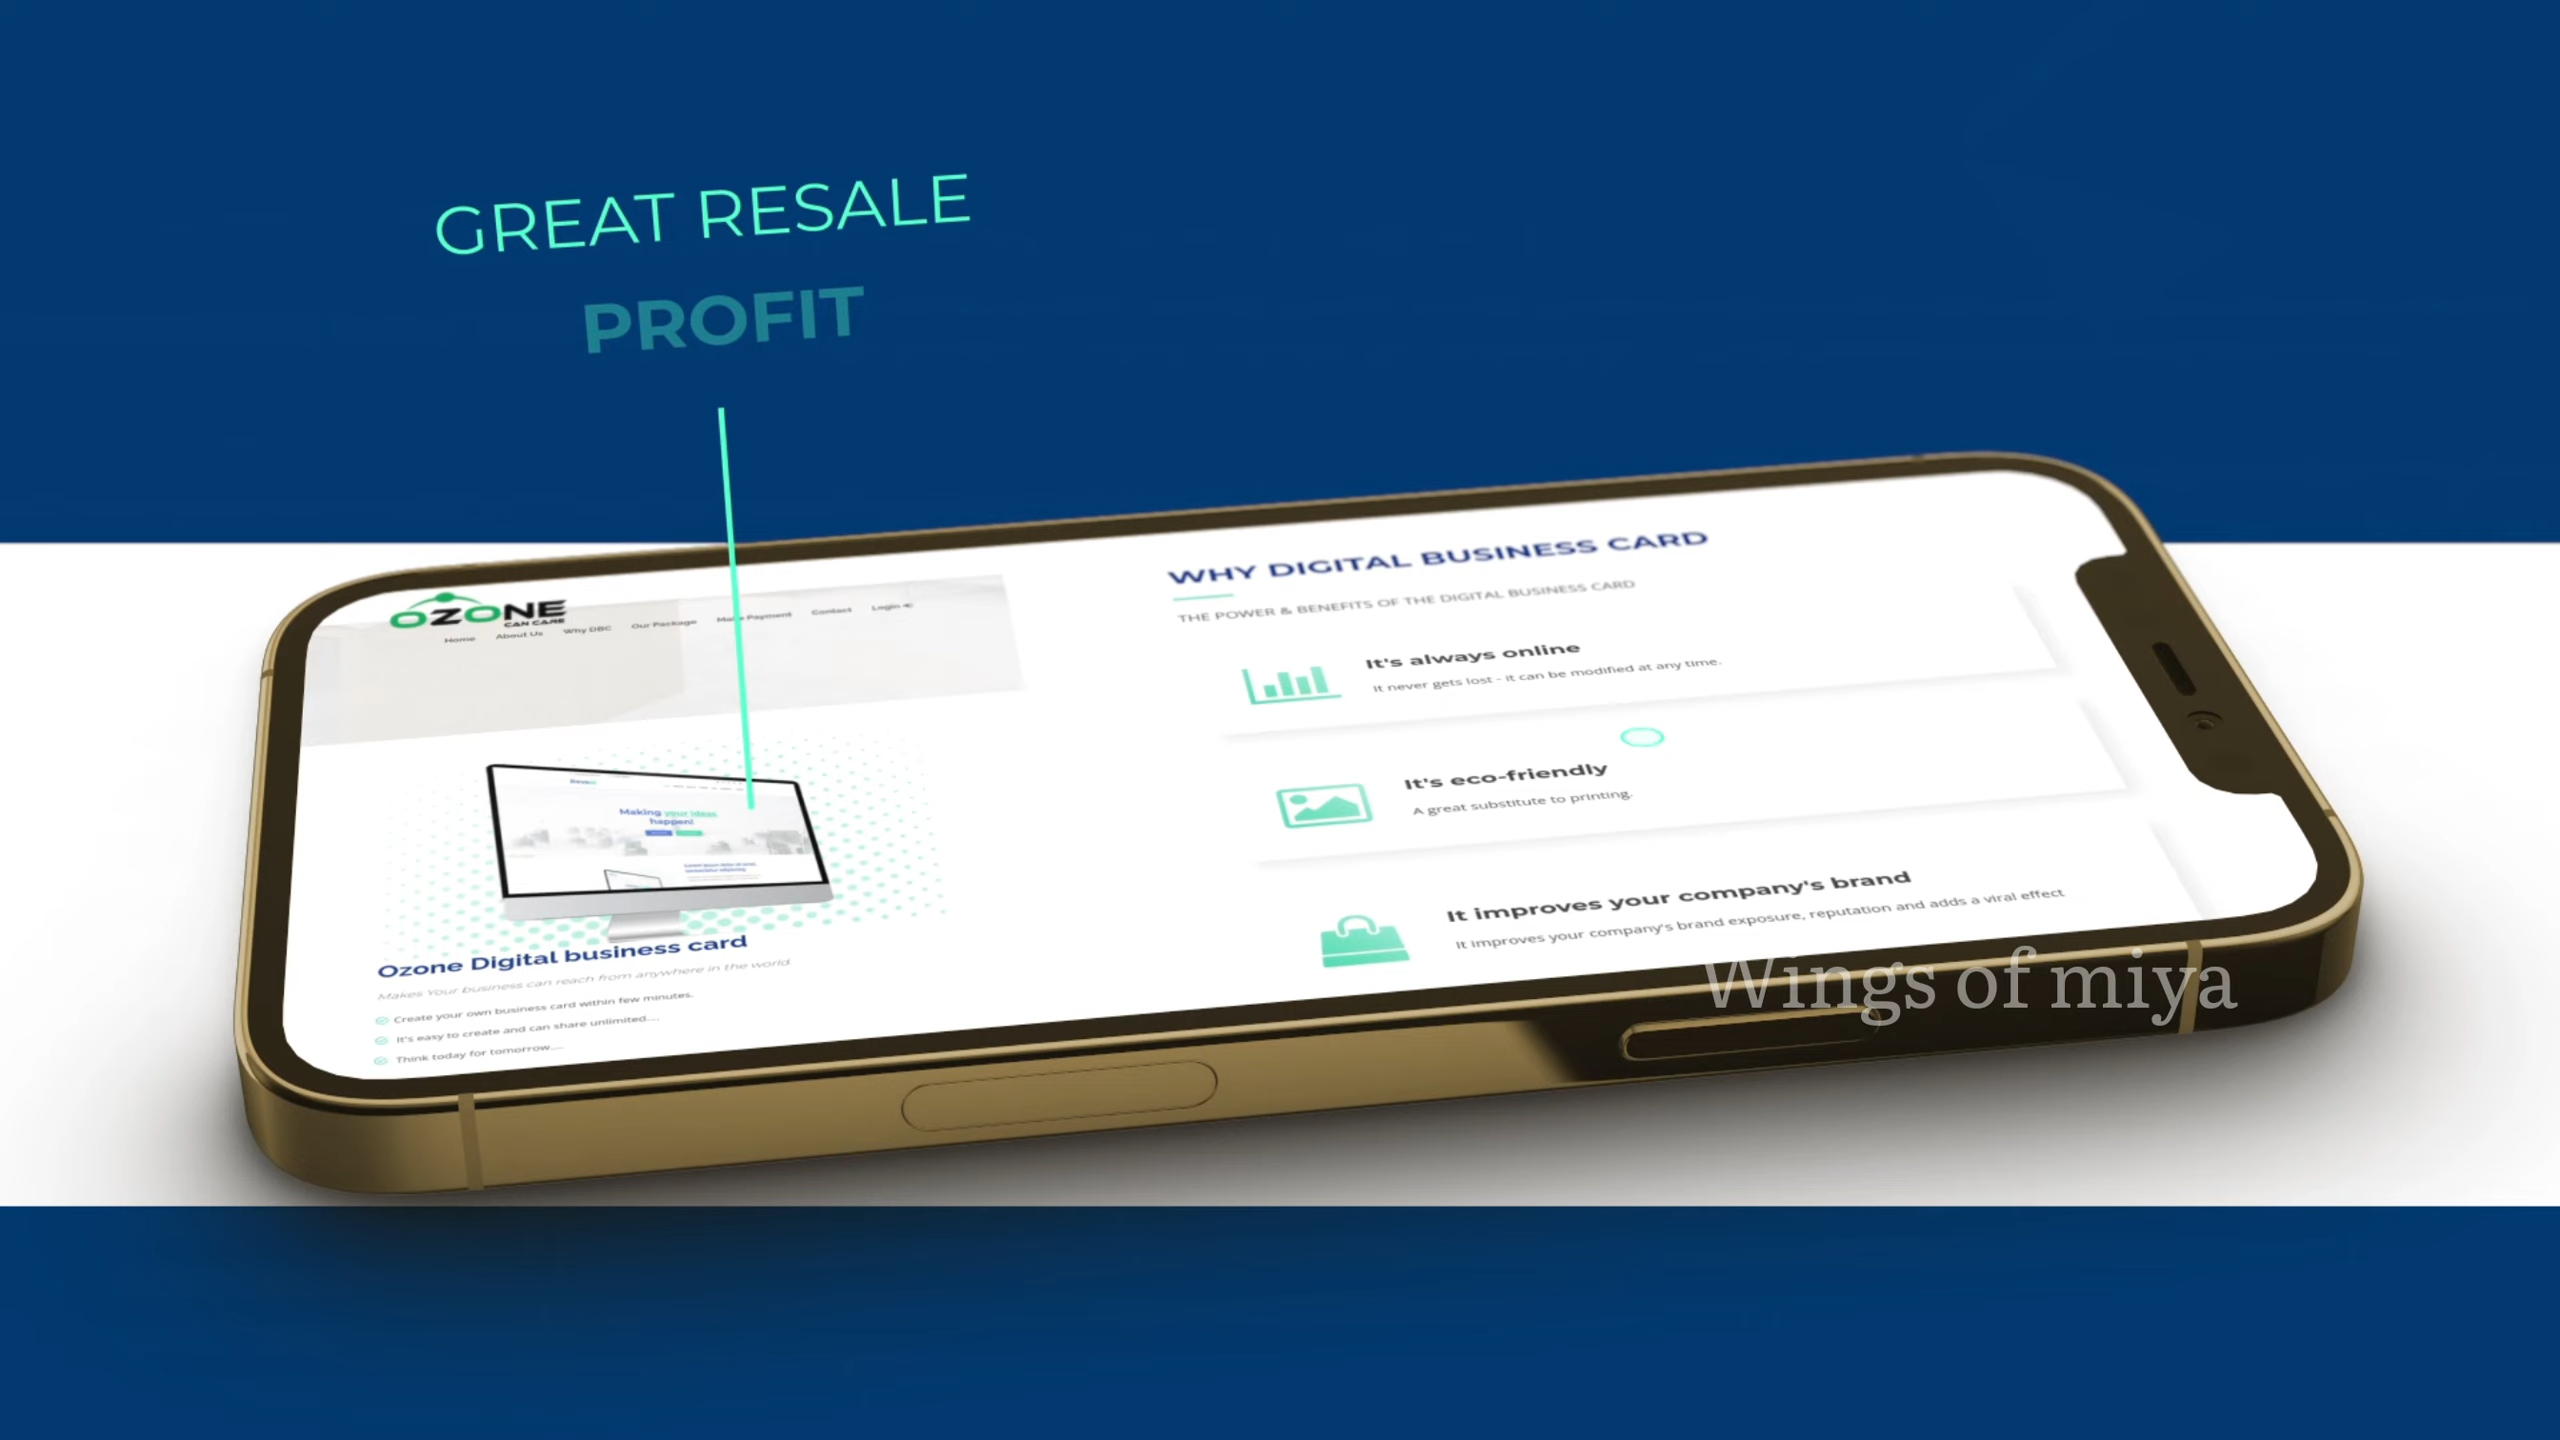 GREAT RESALE
PROFIT
OZONE
CAN CARE
Home About Us Why DBC Our Package Make Payment Contact Login
Making your ideas
happen!
Ozone Digital business card
Makes Your business can reach from anywhere in the world.
Create your own business card within few minutes.
It's easy to create and can share unlimited....
Think today for tomorrow....
WHY DIGITAL BUSINESS CARD
THE POWER & BENEFITS OF THE DIGITAL BUSINESS CARD
It's always online
It never gets lost - it can be modified at any time.
It's eco-friendly
A great substitute to printing.
It improves your company's brand
It improves your company's brand exposure, reputation and adds a viral effect
Wings of miya